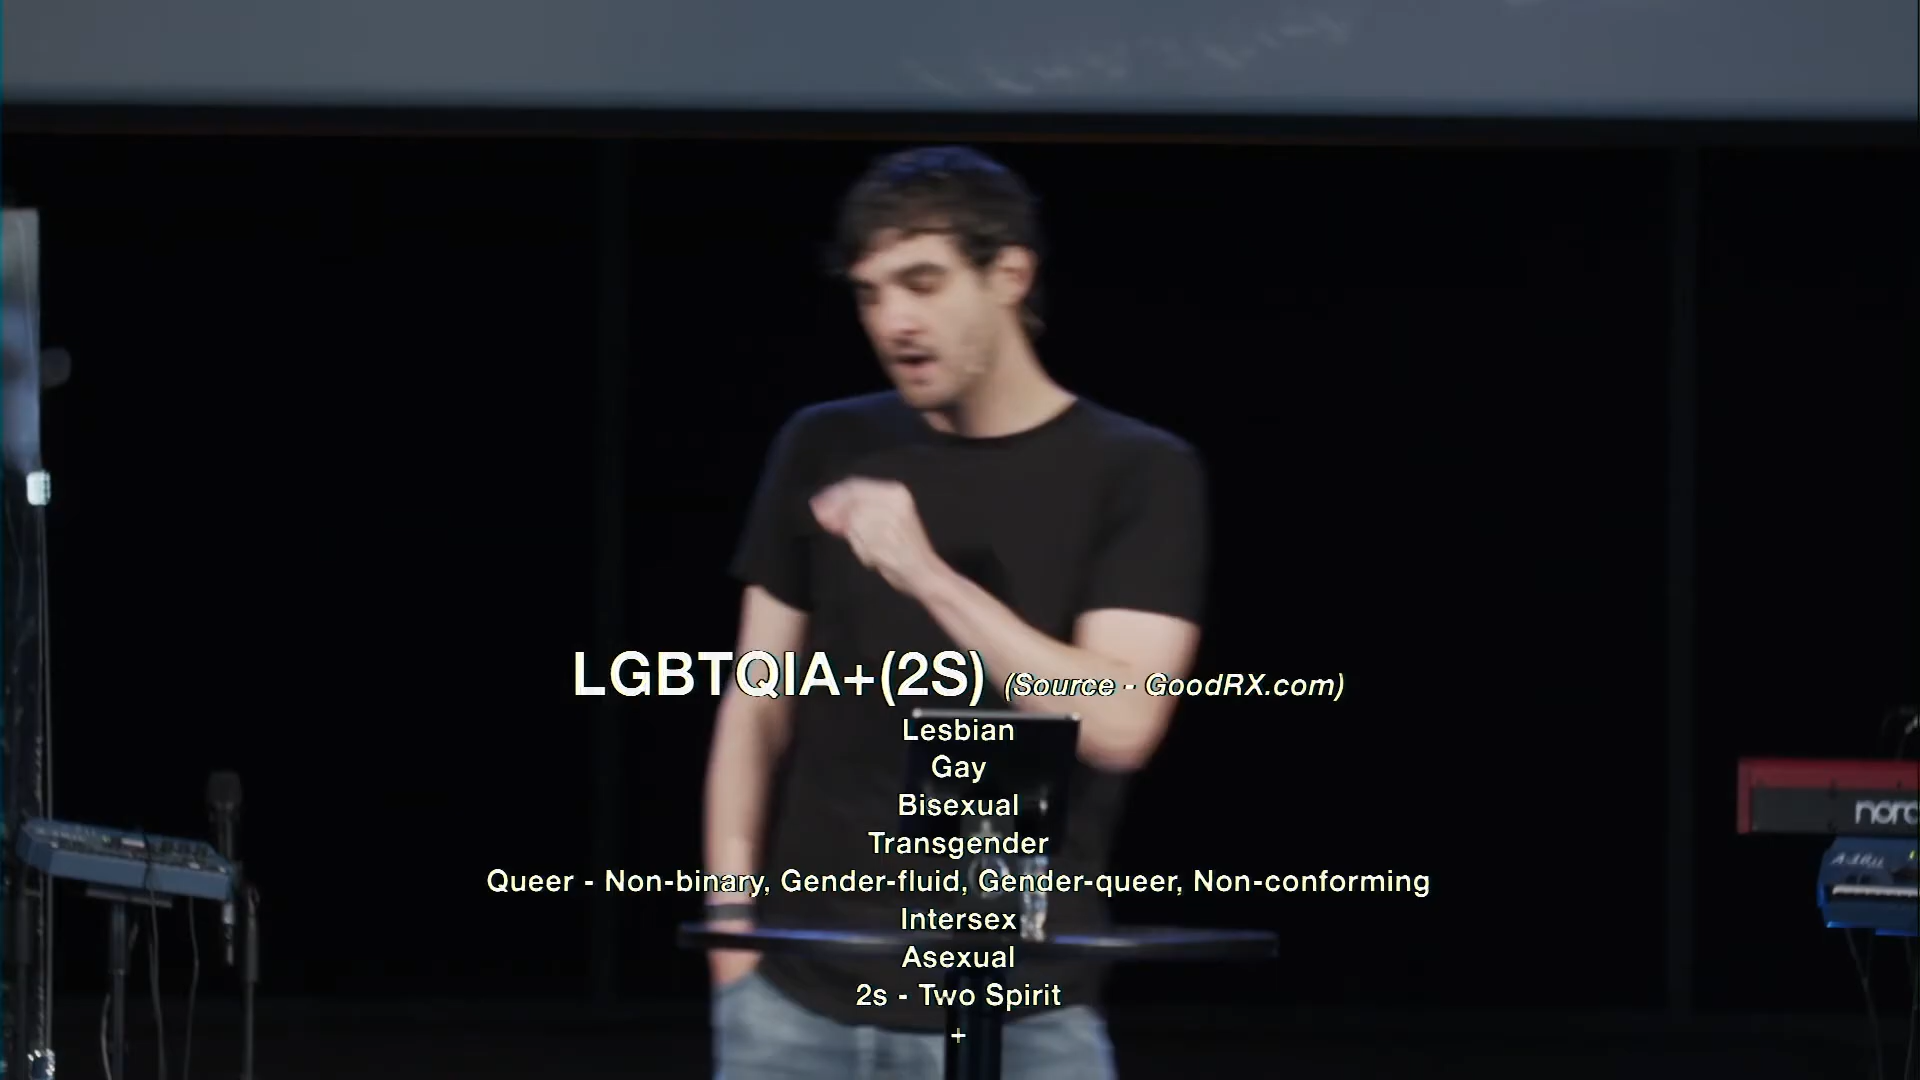 LGBTQIA+(2S) (Source - GoodRX.com)
Lesbian
Gay
Bisexual
Transgender
Queer - Non-binary, Gender-fluid, Gender-queer, Non-conforming
Intersex
Asexual
2s - Two Spirit
+
nord